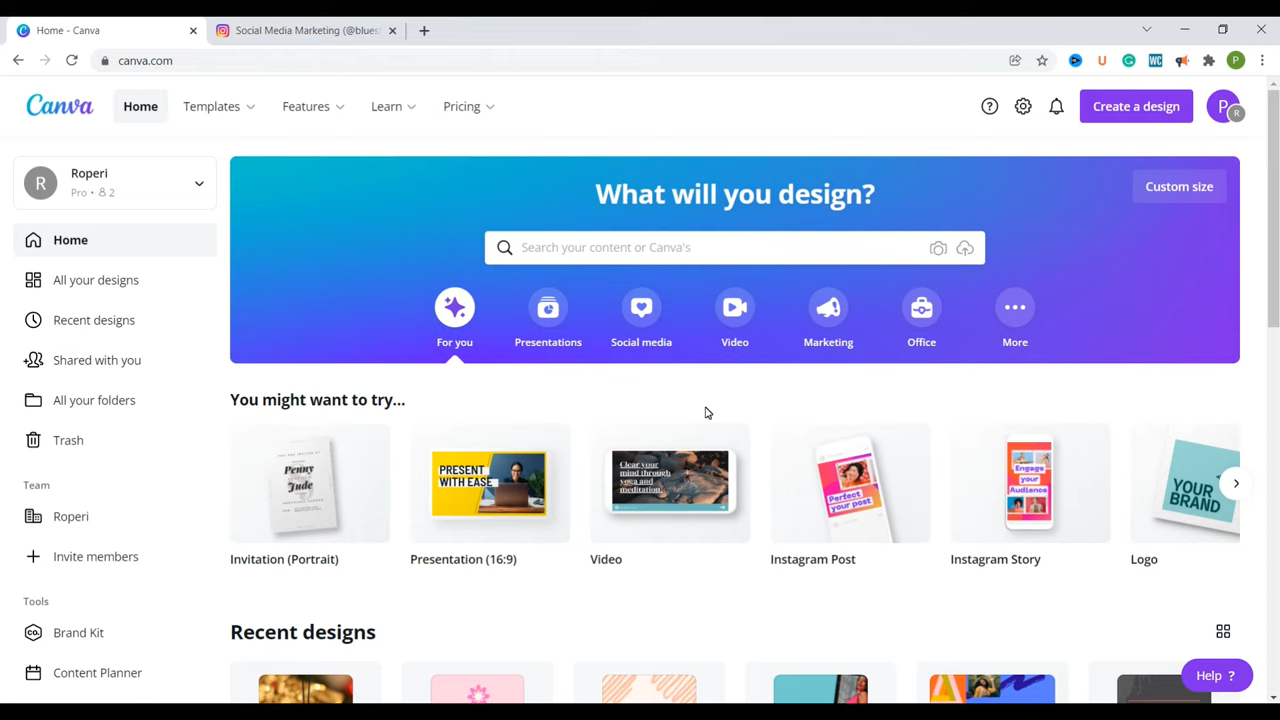 Home - Canva
Social Media Marketing (@blues
canva.com
U
WC
P
Canva
Home
Templates
Features
Learn
Pricing
Create a design
P
R
R
Roperi
Pro • 2
Home
All your designs
Recent designs
Shared with you
All your folders
Trash
Team
Roperi
Invite members
Tools
CO.
Brand Kit
Content Planner
What will you design?
Custom size
Search your content or Canva's
For you
Presentations
Social media
Video
Marketing
Office
More
You might want to try...
Penny
Jude
PRESENT
WITH EASE
Clear your
mind through
yoga and
meditation.
Perfect
your post
Engage
your
Audience
YOUR
BRAND
Invitation (Portrait)
Presentation (16:9)
Video
Instagram Post
Instagram Story
Logo
Recent designs
Help ?